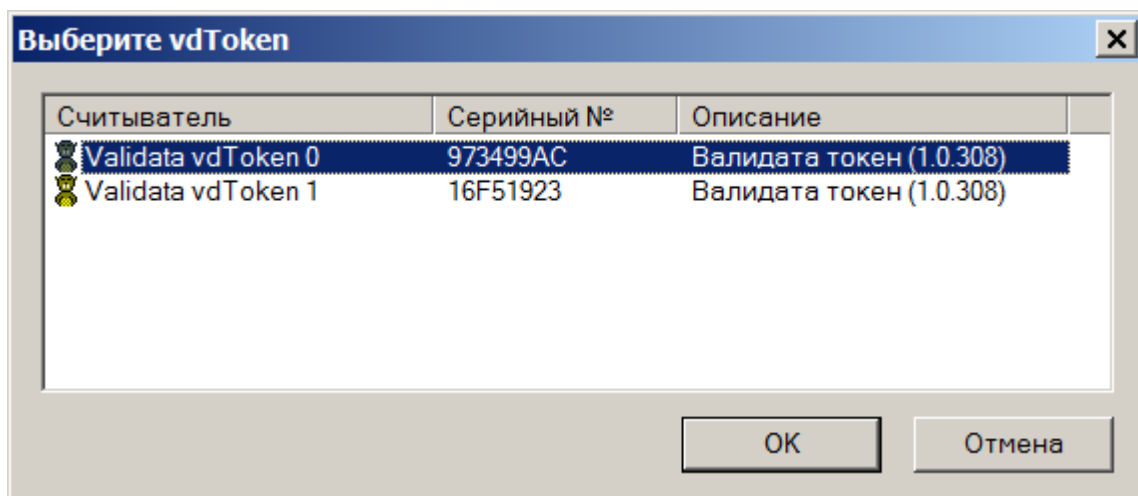 Выберите vdToken
Считыватель Серийный № Описание
Validata vdToken 0 973499AC Валидата токен (1.0.308)
Validata vdToken 1 16F51923 Валидата токен (1.0.308)
OK Отмена